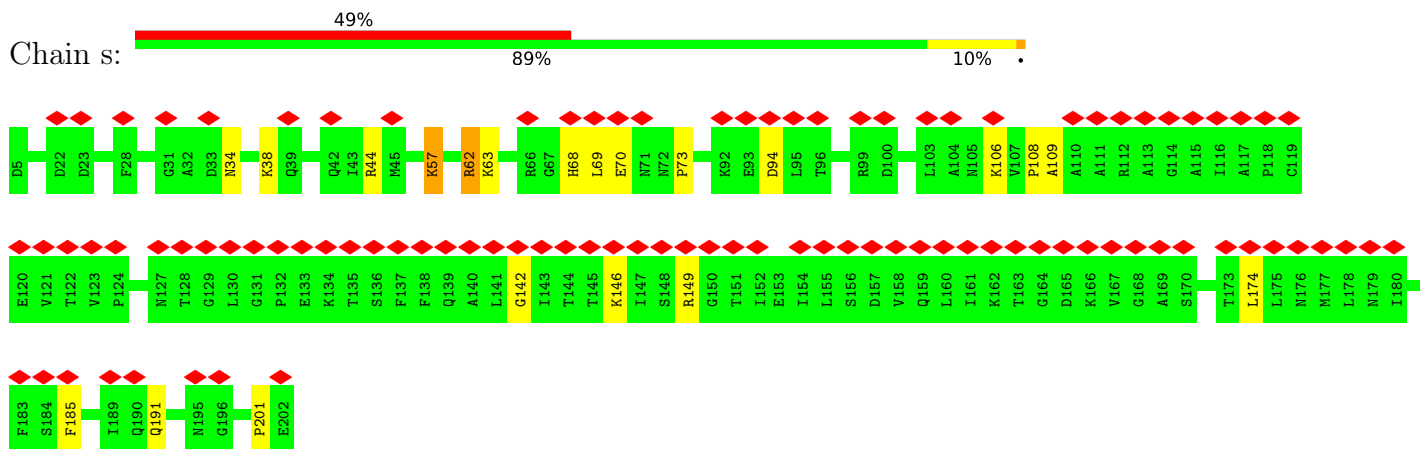 49%
Chain s:
89% 10% •
D5 D22 D23 F28 G31 A32 D33 N34 K38 Q39 Q42 I43 R44 M45 K57 R62 K63 R66 G67 H68 L69 E70 N71 N72 P73 K92 E93 D94 L95 T96 R99 D100 L103 A104 N105 K106 V107 P108 A109 A110 A111 R112 A113 G114 A115 I116 A117 P118 C119
E120 V121 T122 V123 P124 N127 T128 G129 L130 G131 P132 E133 K134 T135 S136 F137 F138 Q139 A140 L141 G142 I143 T144 T145 K146 I147 S148 R149 G150 T151 I152 E153 I154 L155 S156 D157 V158 Q159 L160 I161 K162 T163 G164 D165 K166 V167 G168 A169 S170 T173 L174 L175 N176 M177 L178 N179 I180
F183 S184 F185 I189 Q190 Q191 N195 G196 P201 E202